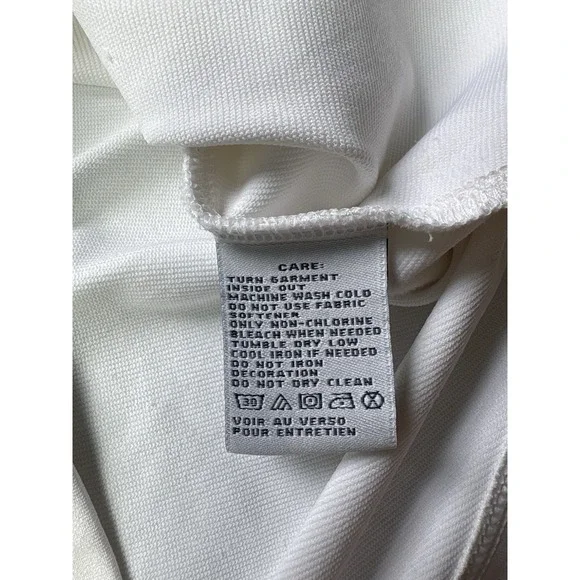 CARE:
TURN GARMENT
INSIDE OUT
MACHINE WASH COLD
DO NOT USE FABRIC
SOFTENER
ONLY NON-CHLORINE
BLEACH WHEN NEEDED
TUMBLE DRY LOW
COOL IRON IF NEEDED
DO NOT IRON
DECORATION
DO NOT DRY CLEAN
30
VOIR AU VERSO
POUR ENTRETIEN